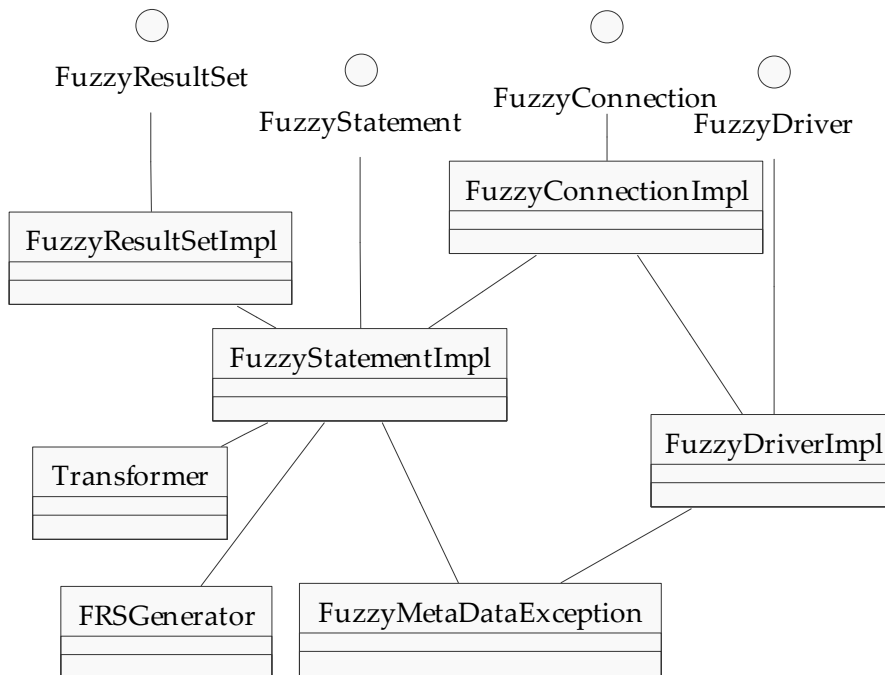 FuzzyResultSet
FuzzyStatement
FuzzyConnection
FuzzyDriver
FuzzyConnectionImpl
FuzzyResultSetImpl
FuzzyStatementImpl
FuzzyDriverImpl
Transformer
FRSGenerator
FuzzyMetaDataException